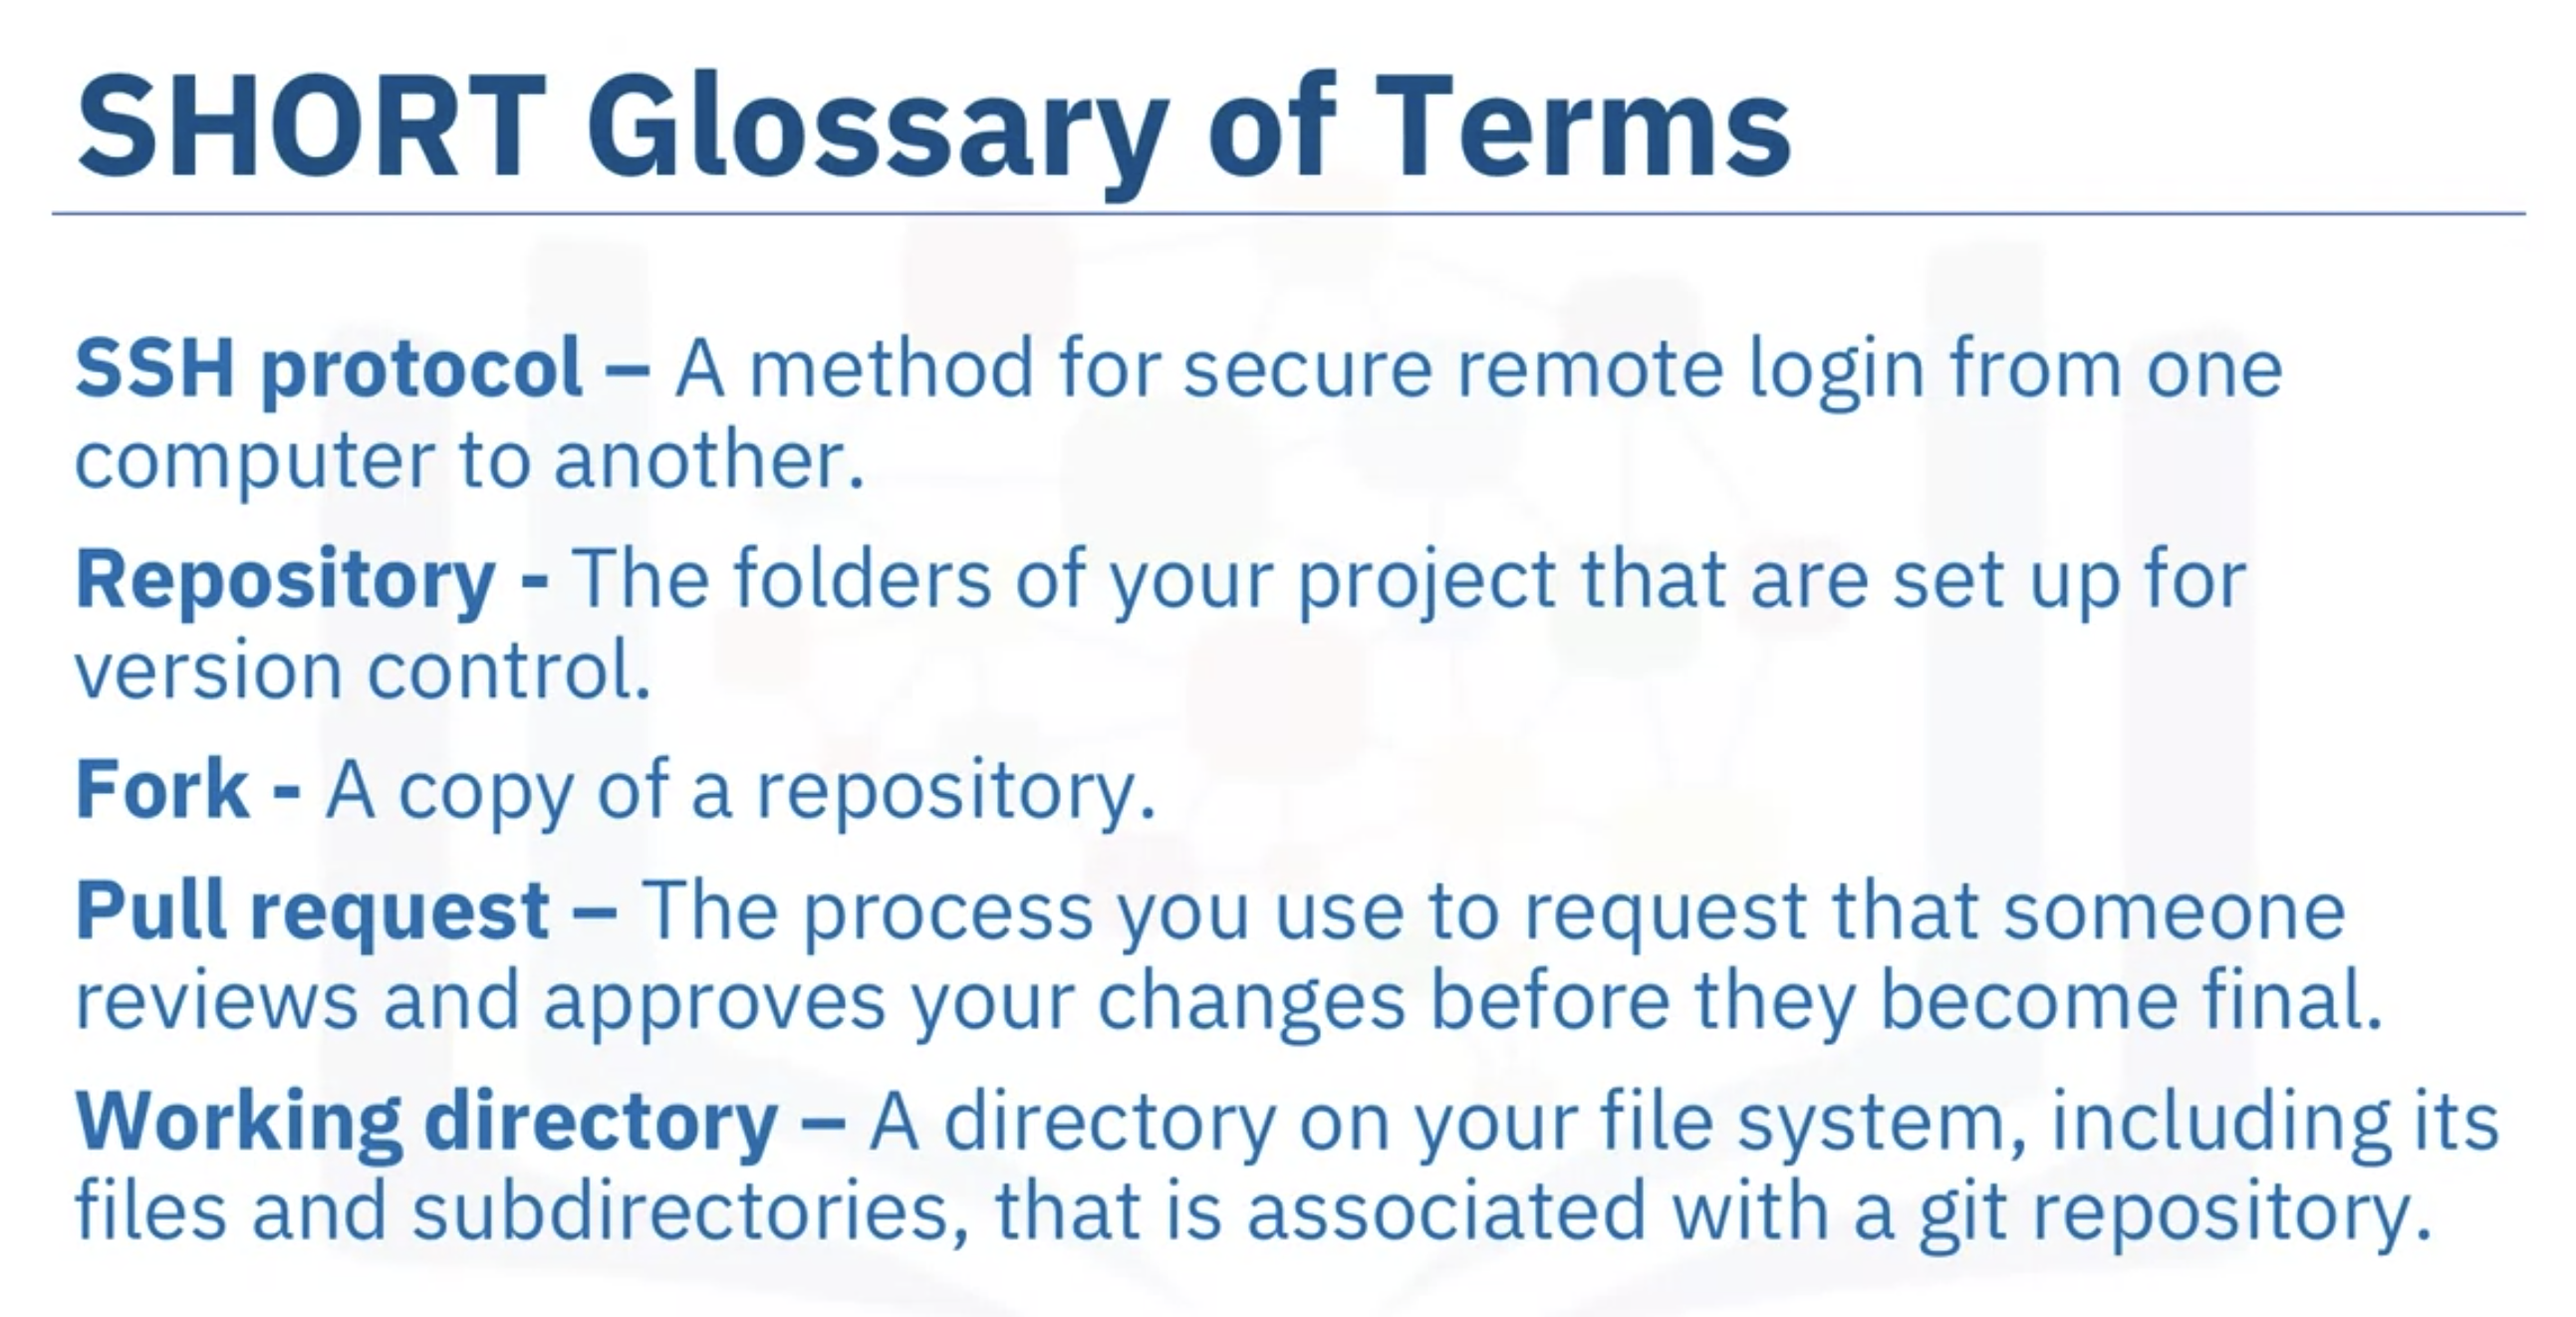 SHORT Glossary of Terms
SSH protocol – A method for secure remote login from one
computer to another.
Repository - The folders of your project that are set up for
version control.
Fork - A copy of a repository.
Pull request – The process you use to request that someone
reviews and approves your changes before they become final.
Working directory – A directory on your file system, including its
files and subdirectories, that is associated with a git repository.